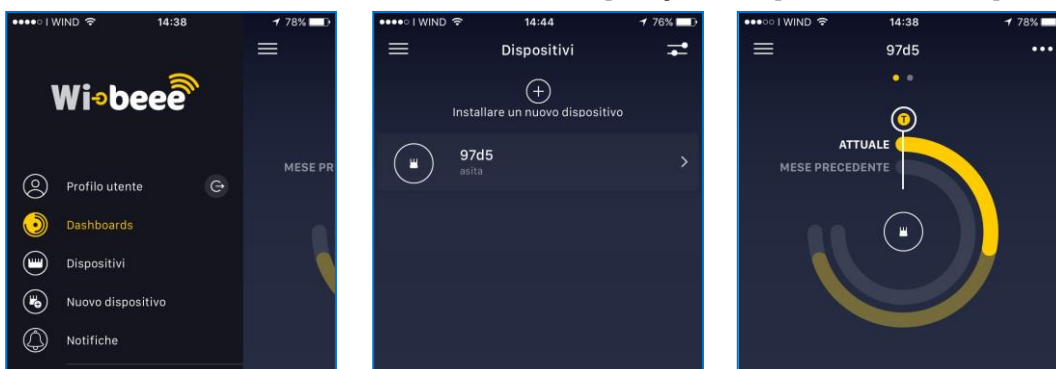 WIND 14:38 78%
Wi-beee
MESE PR
Profilo utente
Dashboards
Dispositivi
Nuovo dispositivo
Notifiche
WIND 14:44 76%
Dispositivi
Installare un nuovo dispositivo
97d5
asita
WIND 14:38 78%
97d5
T
ATTUALE
MESE PRECEDENTE